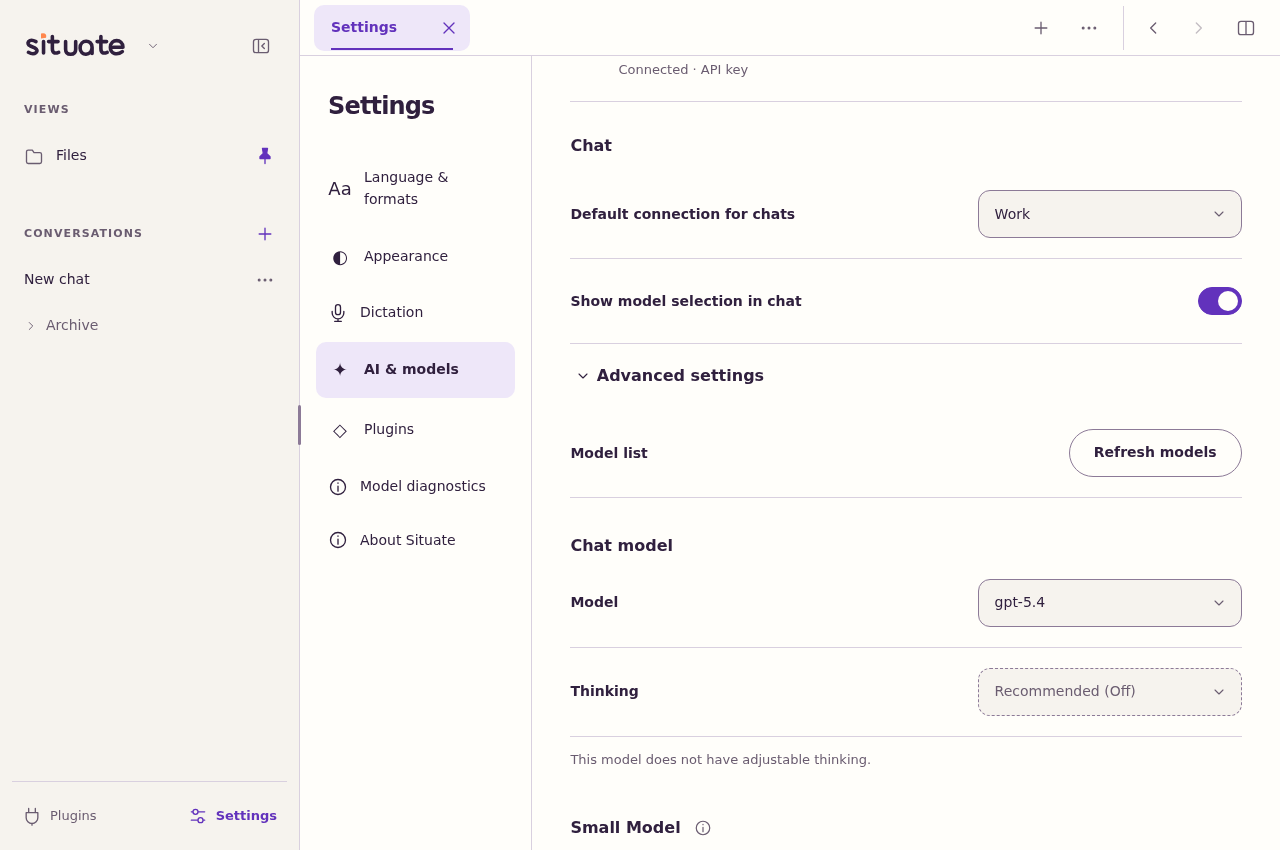 situate
VIEWS
Files
CONVERSATIONS
New chat
Archive
Plugins
Settings
Settings
Settings
Aa
Language &
formats
Appearance
Dictation
AI & models
Plugins
Model diagnostics
About Situate
Connected · API key
Chat
Default connection for chats
Work
Show model selection in chat
Advanced settings
Model list
Refresh models
Chat model
Model
gpt-5.4
Thinking
Recommended (Off)
This model does not have adjustable thinking.
Small Model